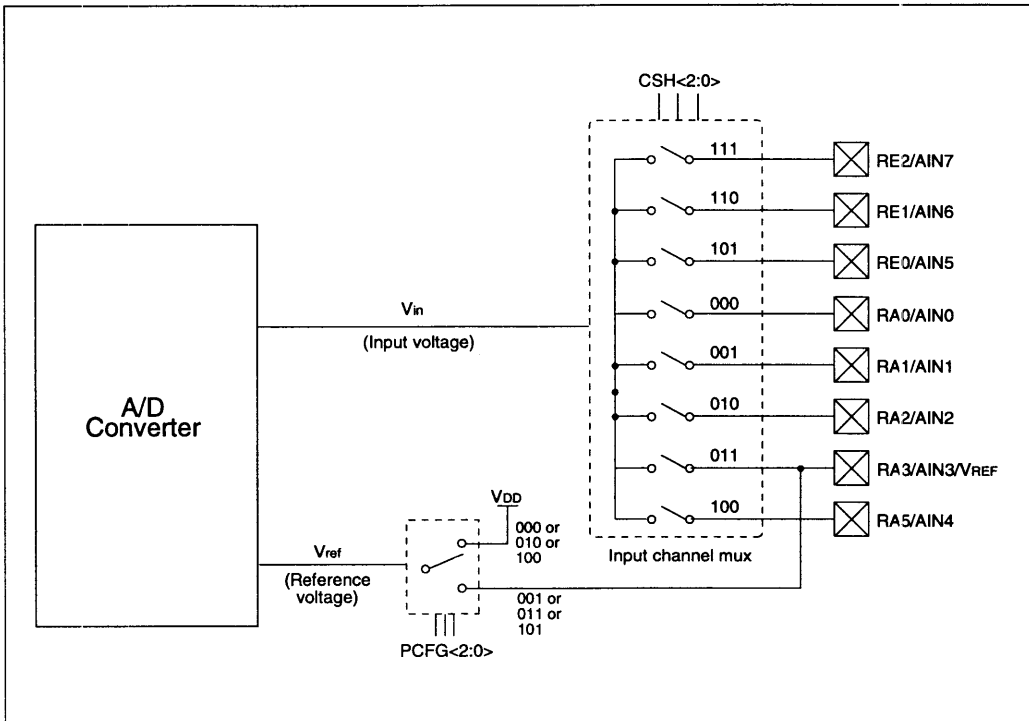 CSH<2:0>
111
RE2/AIN7
110
RE1/AIN6
101
RE0/AIN5
000
RA0/AIN0
001
RA1/AIN1
010
RA2/AIN2
011
RA3/AIN3/VREF
100
RA5/AIN4
Input channel mux
Vin
(Input voltage)
A/D
Converter
VDD
000 or
010 or
100
Vref
(Reference
voltage)
001 or
011 or
101
PCFG<2:0>